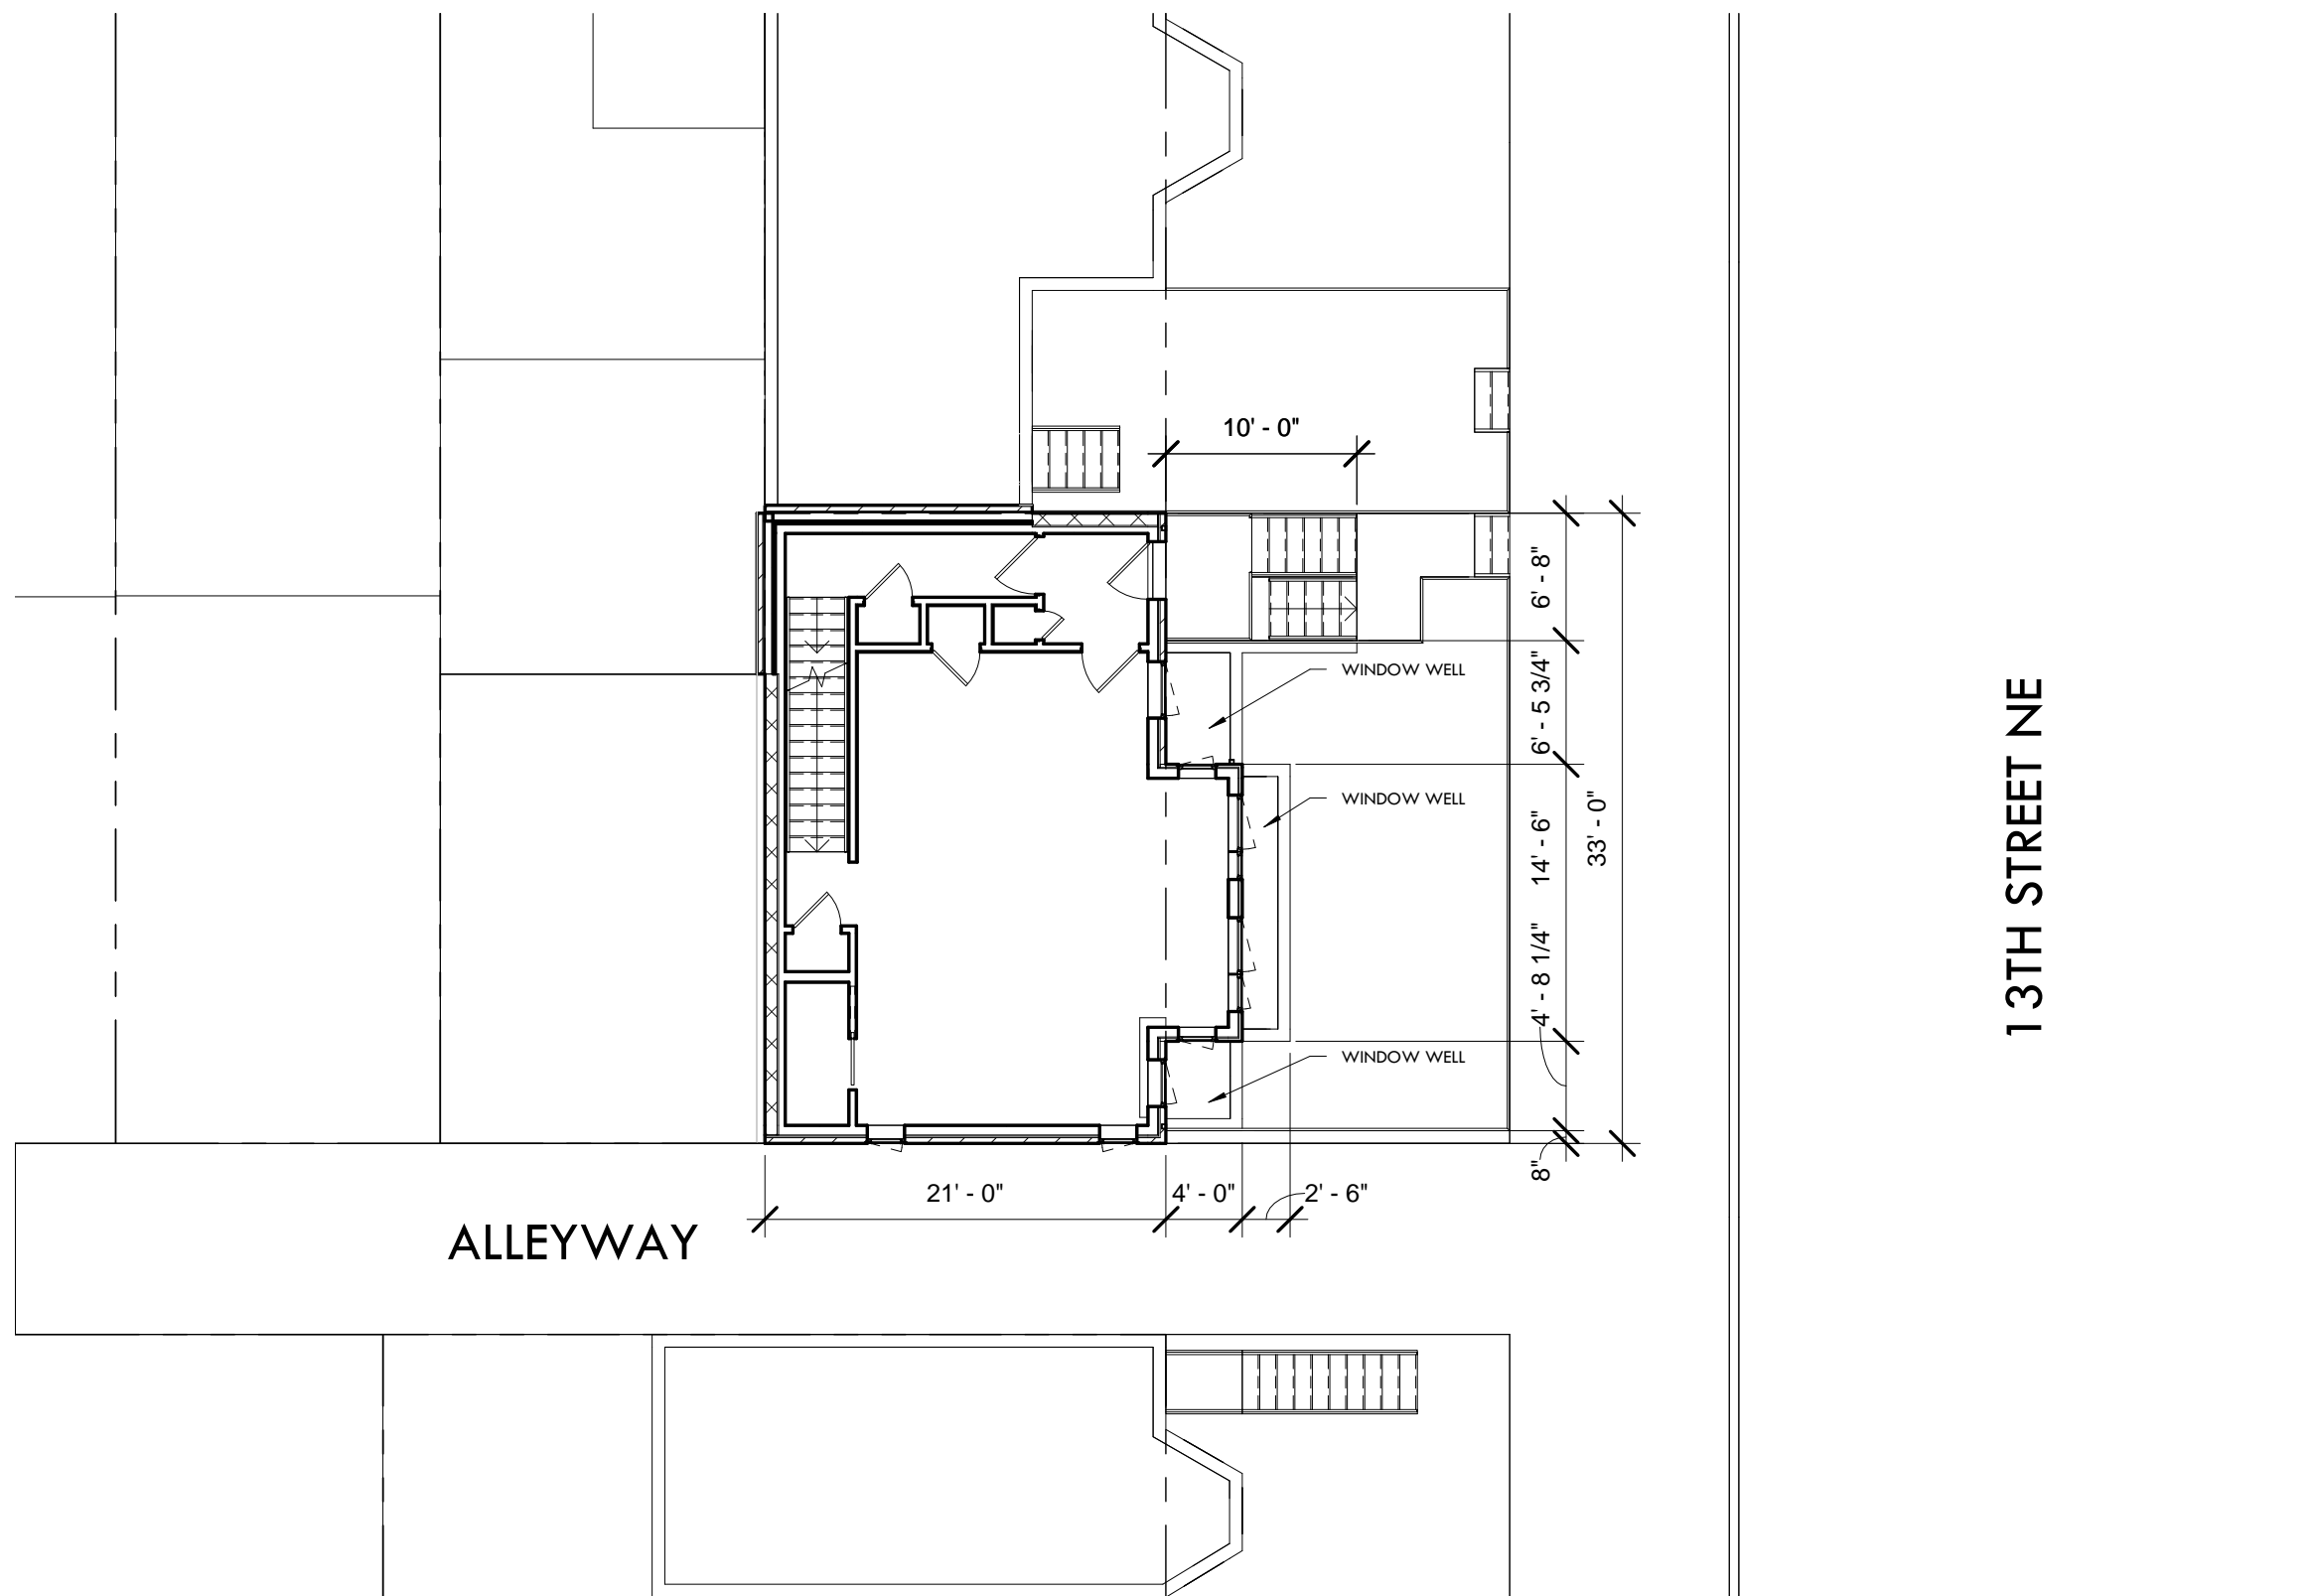 10' - 0"
6' - 8"
WINDOW WELL
6' - 5 3/4"
WINDOW WELL
14' - 6"
33' - 0"
4' - 8 1/4"
WINDOW WELL
8"
21' - 0"
4' - 0"
2' - 6"
ALLEYWAY
13TH STREET NE